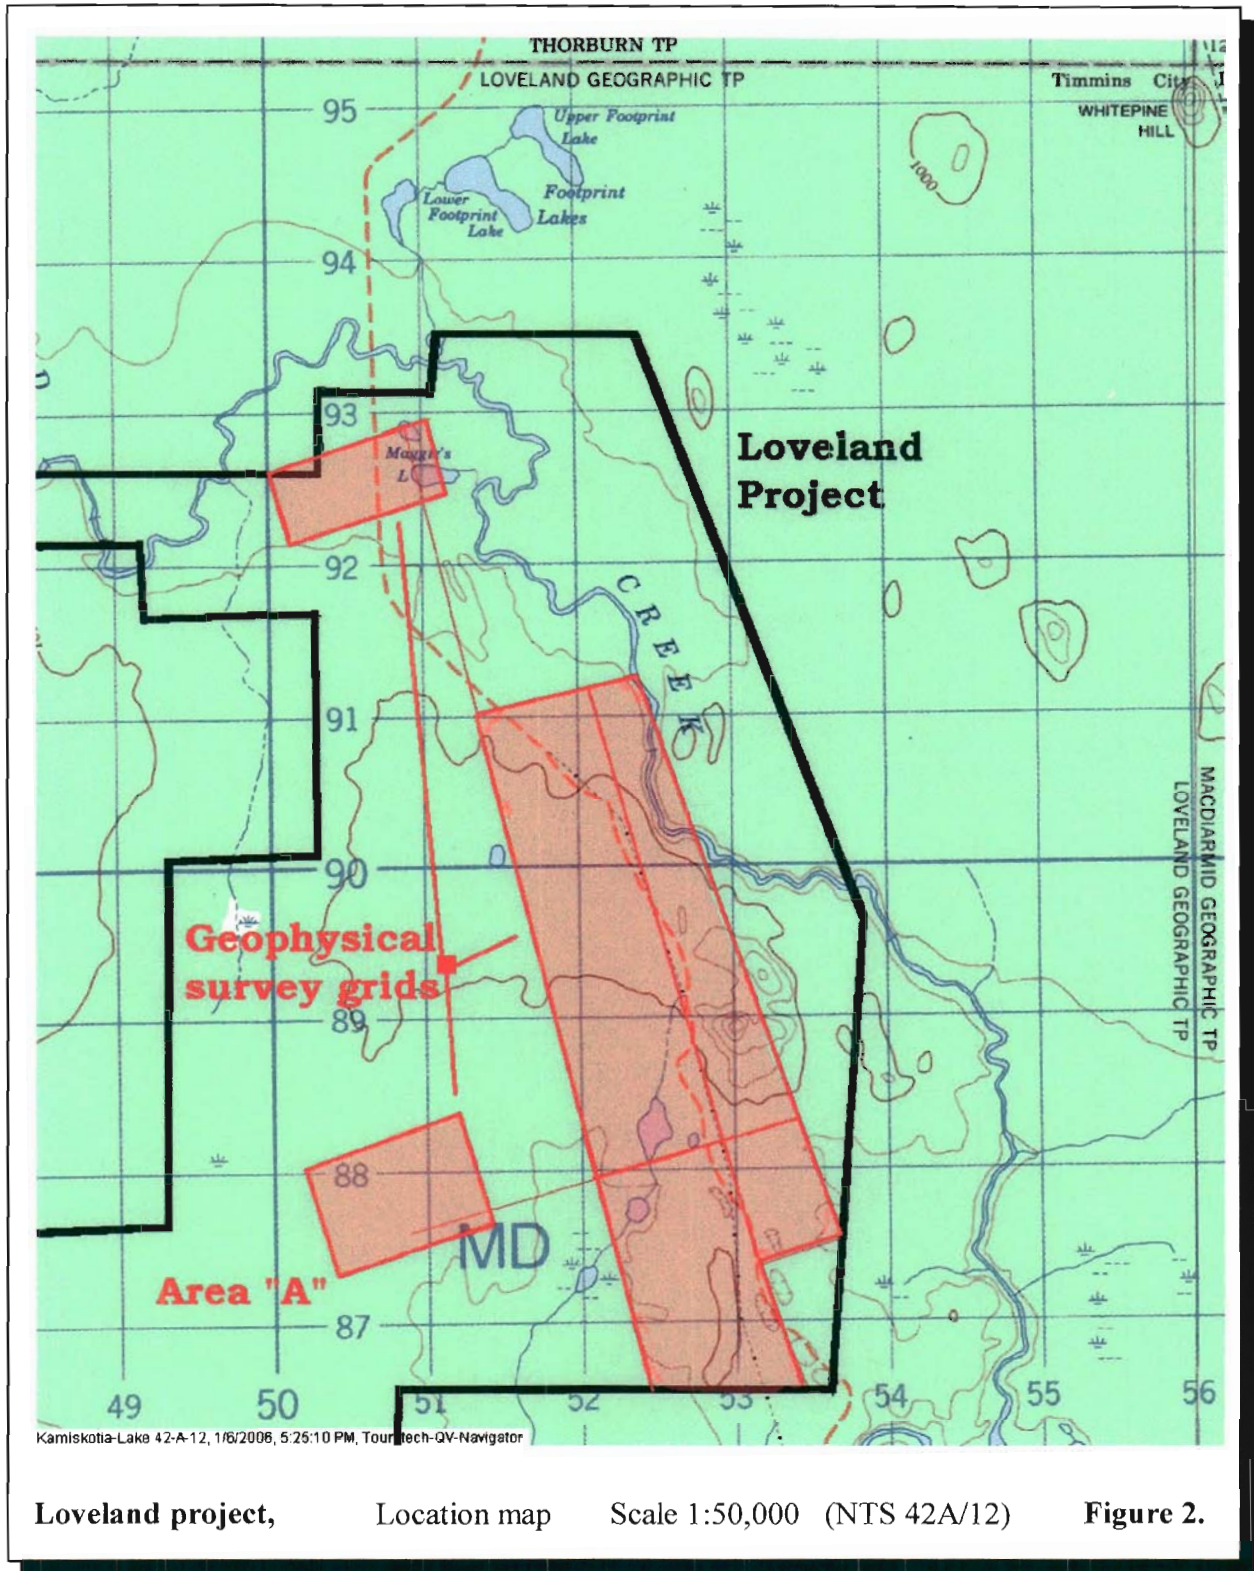 THORBURN TP
LOVELAND GEOGRAPHIC TP
Timmins City
WHITEPINE
HILL
95
Upper Footprint
Lake
1000
Footprint
Lakes
Lower
Footprint
Lake
94
93
Loveland
Project
Maggie's
L
92
CREEK
91
MACDIARMID GEOGRAPHIC TP
LOVELAND GEOGRAPHIC TP
90
Geophysical
survey grids
89
88
MD
Area "A"
87
49
50
51
52
53
54
55
56
Kamiskotia-Lake 42-A-12, 1/6/2006, 5:25:10 PM, Touratech-QV-Navigator
Loveland project, Location map Scale 1:50,000 (NTS 42A/12) Figure 2.